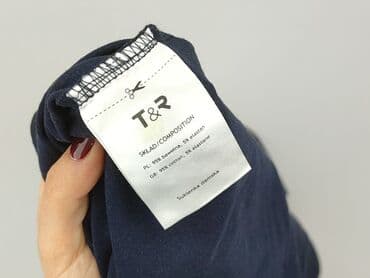 T&R
SKŁAD/COMPOSITION
PL: 95% bawełna, 5% elastan
GB: 95% cotton, 5% elastane
Sukienka damska